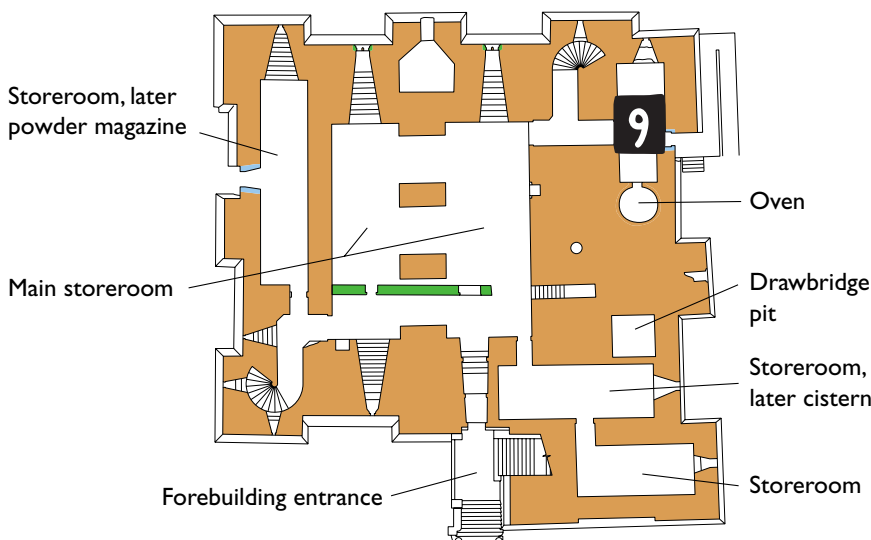 Storeroom, later
powder magazine
9
Oven
Main storeroom
Drawbridge
pit
Storeroom,
later cistern
Forebuilding entrance
Storeroom